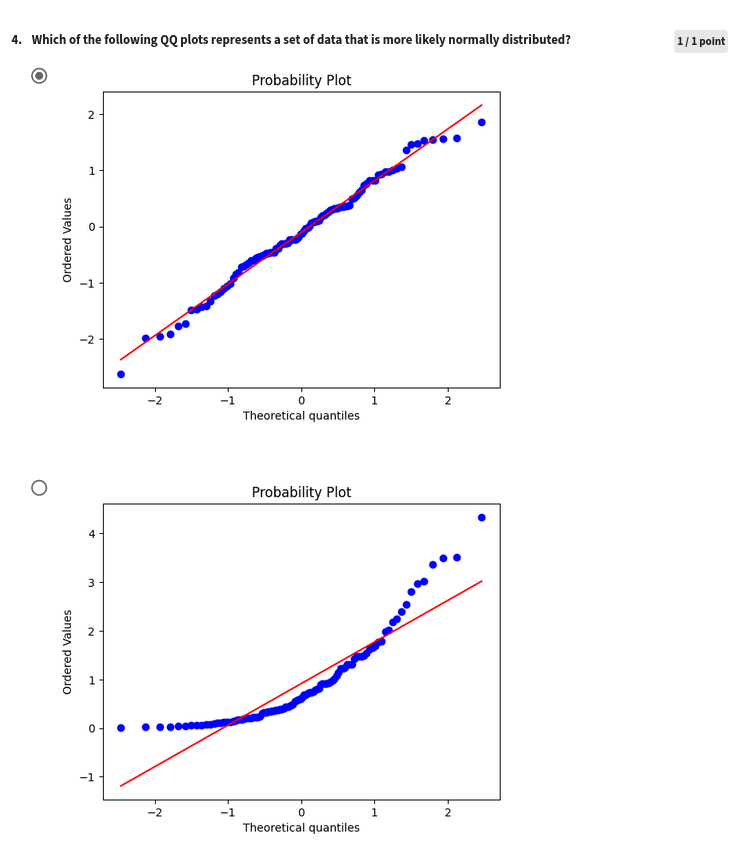 4. Which of the following QQ plots represents a set of data that is more likely normally distributed?
1 / 1 point
Probability Plot
2
1
0
−1
−2
Ordered Values
−2 −1 0 1 2
Theoretical quantiles
Probability Plot
4
3
2
1
0
−1
Ordered Values
−2 −1 0 1 2
Theoretical quantiles